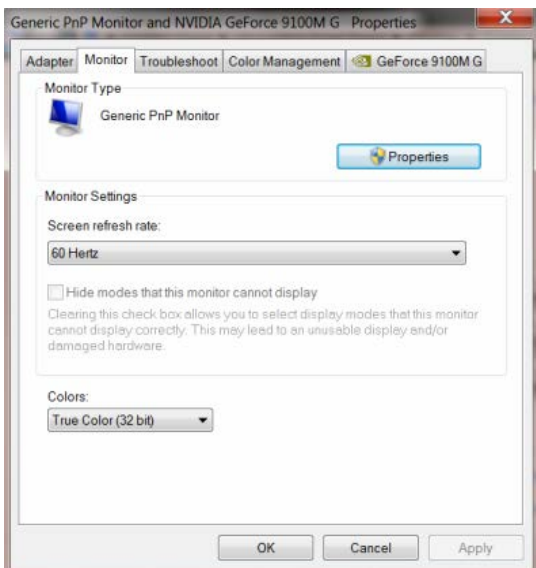 Generic PnP Monitor and NVIDIA GeForce 9100M G Properties
Adapter Monitor Troubleshoot Color Management GeForce 9100M G
Monitor Type
Generic PnP Monitor
Properties
Monitor Settings
Screen refresh rate:
60 Hertz
Hide modes that this monitor cannot display
Clearing this check box allows you to select display modes that this monitor
cannot display correctly. This may lead to an unusable display and/or
damaged hardware.
Colors:
True Color (32 bit)
OK Cancel Apply